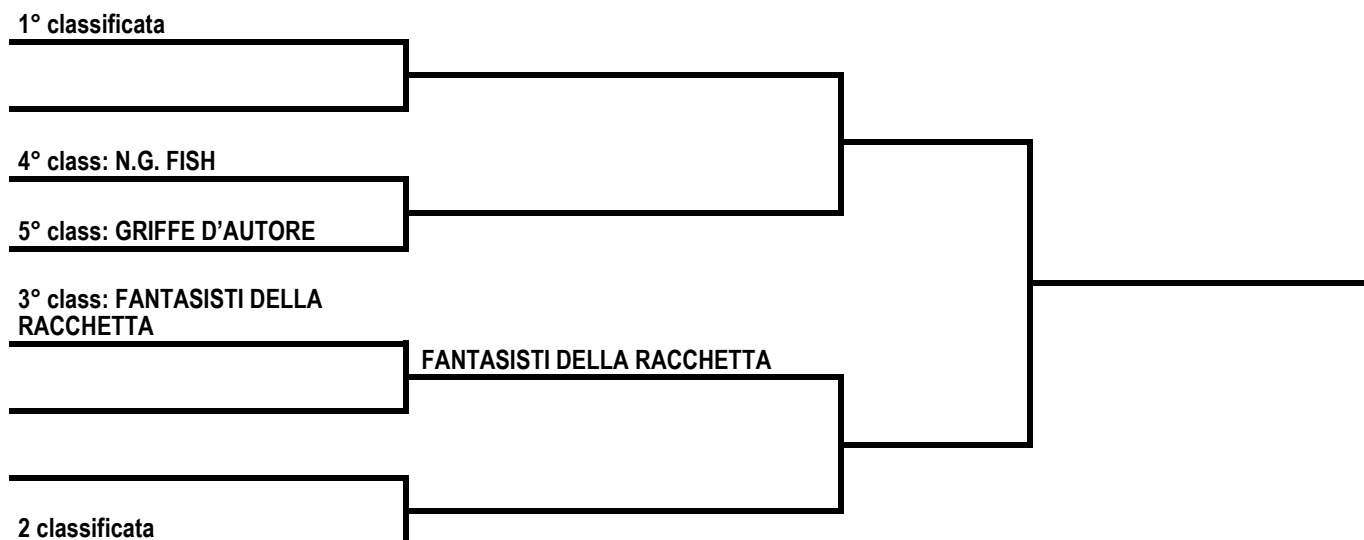 1° classificata
4° class: N.G. FISH
5° class: GRIFFE D’AUTORE
3° class: FANTASISTI DELLA
RACCHETTA
FANTASISTI DELLA RACCHETTA
2 classificata